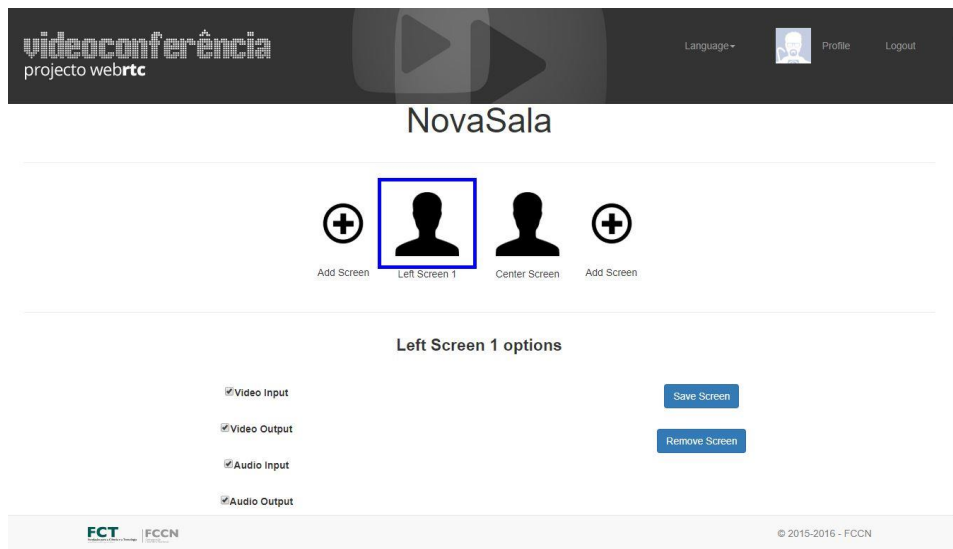 videoconferência
projecto webrtc
Language
Profile
Logout
NovaSala
Add Screen
Left Screen 1
Center Screen
Add Screen
Left Screen 1 options
Video Input
Save Screen
Video Output
Remove Screen
Audio Input
Audio Output
FCT
FCCN
© 2015-2016 - FCCN